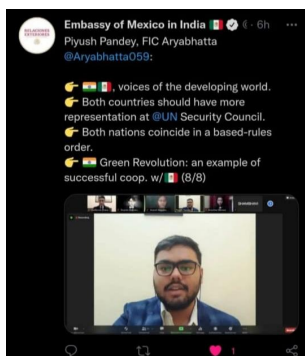 RELACIONES EXTERIORES
Embassy of Mexico in India 🇮🇳 🇲🇽 · 6h
Piyush Pandey, FIC Aryabhatta
@Aryabhatta059:
👉 🇮🇳🇲🇽, voices of the developing world.
👉 Both countries should have more
representation at @UN Security Council.
👉 Both nations coincide in a based-rules
order.
👉 🇮🇳 Green Revolution: an example of
successful coop. w/🇲🇽 (8/8)
1